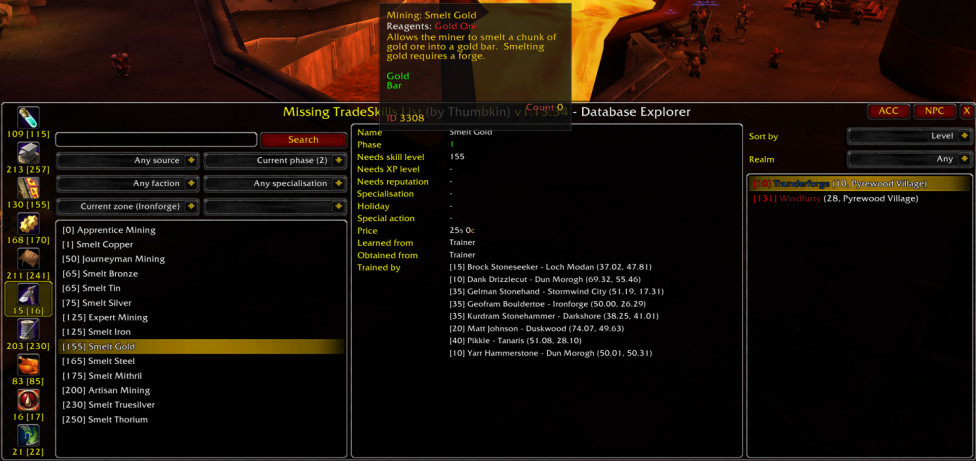 Mining: Smelt Gold
Reagents: Gold Ore
Allows the miner to smelt a chunk of
gold ore into a gold bar. Smelting
gold requires a forge.
Gold
Bar
Count 0
ID 3308
Missing TradeSkills List (by Thumbkin) v1.13.54 - Database Explorer
ACC
NPC
X
109 [115]
213 [257]
130 [155]
168 [170]
211 [241]
15 [16]
203 [230]
83 [85]
16 [17]
21 [22]
Search
Any source
Current phase (2)
Any faction
Any specialisation
Current zone (Ironforge)
[0] Apprentice Mining
[1] Smelt Copper
[50] Journeyman Mining
[65] Smelt Bronze
[65] Smelt Tin
[75] Smelt Silver
[125] Expert Mining
[125] Smelt Iron
[155] Smelt Gold
[165] Smelt Steel
[175] Smelt Mithril
[200] Artisan Mining
[230] Smelt Truesilver
[250] Smelt Thorium
Name Smelt Gold
Phase 1
Needs skill level 155
Needs XP level -
Needs reputation -
Specialisation -
Holiday -
Special action -
Price 25s 0c
Learned from Trainer
Obtained from Trainer
Trained by [15] Brock Stoneseeker - Loch Modan (37.02, 47.81)
[10] Dank Drizzlecut - Dun Morogh (69.32, 55.46)
[35] Gelman Stonehand - Stormwind City (51.19, 17.31)
[35] Geofram Bouldertoe - Ironforge (50.00, 26.29)
[35] Kurdram Stonehammer - Darkshore (38.25, 41.01)
[20] Matt Johnson - Duskwood (74.07, 49.63)
[40] Pikkle - Tanaris (51.08, 28.10)
[10] Yarr Hammerstone - Dun Morogh (50.01, 50.31)
Sort by Level
Realm Any
[10] Thunderforge (10, Pyrewood Village)
[131] Windfurry (28, Pyrewood Village)